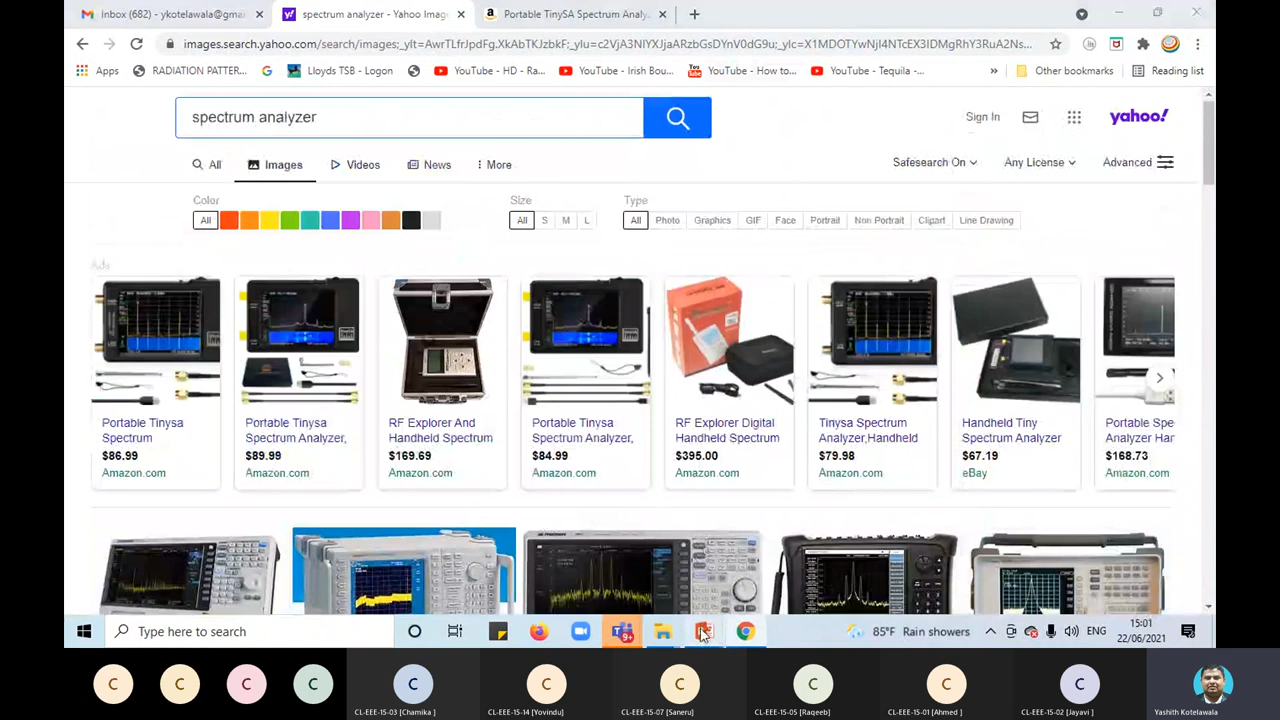 Inbox (682) - ykotelawala@gma
spectrum analyzer - Yahoo Imag
Portable TinySA Spectrum Analy
images.search.yahoo.com/search/images;_ylt=AwrTLfrJpdFg.XkAbTKJzbkF;_ylu=c2VjA3NlYXJjaARzbGsDYnV0dG9u;_ylc=X1MDOTYwNjI4NTcEX3IDMgRhY3RuA2Ns...
Apps
RADIATION PATTER...
Lloyds TSB - Logon
YouTube - HD - Ra...
YouTube - Irish Bou...
YouTube - How to...
YouTube - Tequila -...
»
Other bookmarks
Reading list
spectrum analyzer
Sign In
yahoo!
All
Images
Videos
News
More
Safesearch On
Any License
Advanced
Color
Size
Type
All
All
S
M
L
All
Photo
Graphics
GIF
Face
Portrait
Non Portrait
Clipart
Line Drawing
Ads
Portable Tinysa
Spectrum
$86.99
Amazon.com
Portable Tinysa
Spectrum Analyzer,
$89.99
Amazon.com
RF Explorer And
Handheld Spectrum
$169.69
Amazon.com
Portable Tinysa
Spectrum Analyzer,
$84.99
Amazon.com
RF Explorer Digital
Handheld Spectrum
$395.00
Amazon.com
Tinysa Spectrum
Analyzer,Handheld
$79.98
Amazon.com
Handheld Tiny
Spectrum Analyzer
$67.19
eBay
Portable Spe
Analyzer Han
$168.73
Amazon.com
Type here to search
9+
85°F Rain showers
ENG
15:01
22/06/2021
C
C
C
C
C
CL-EEE-15-03 [Chamika ]
C
CL-EEE-15-14 [Yovindu]
C
CL-EEE-15-07 [Saneru]
C
CL-EEE-15-05 [Raqeeb]
C
CL-EEE-15-01 [Ahmed ]
C
CL-EEE-15-02 [Jayavi ]
Yashith Kotelawala